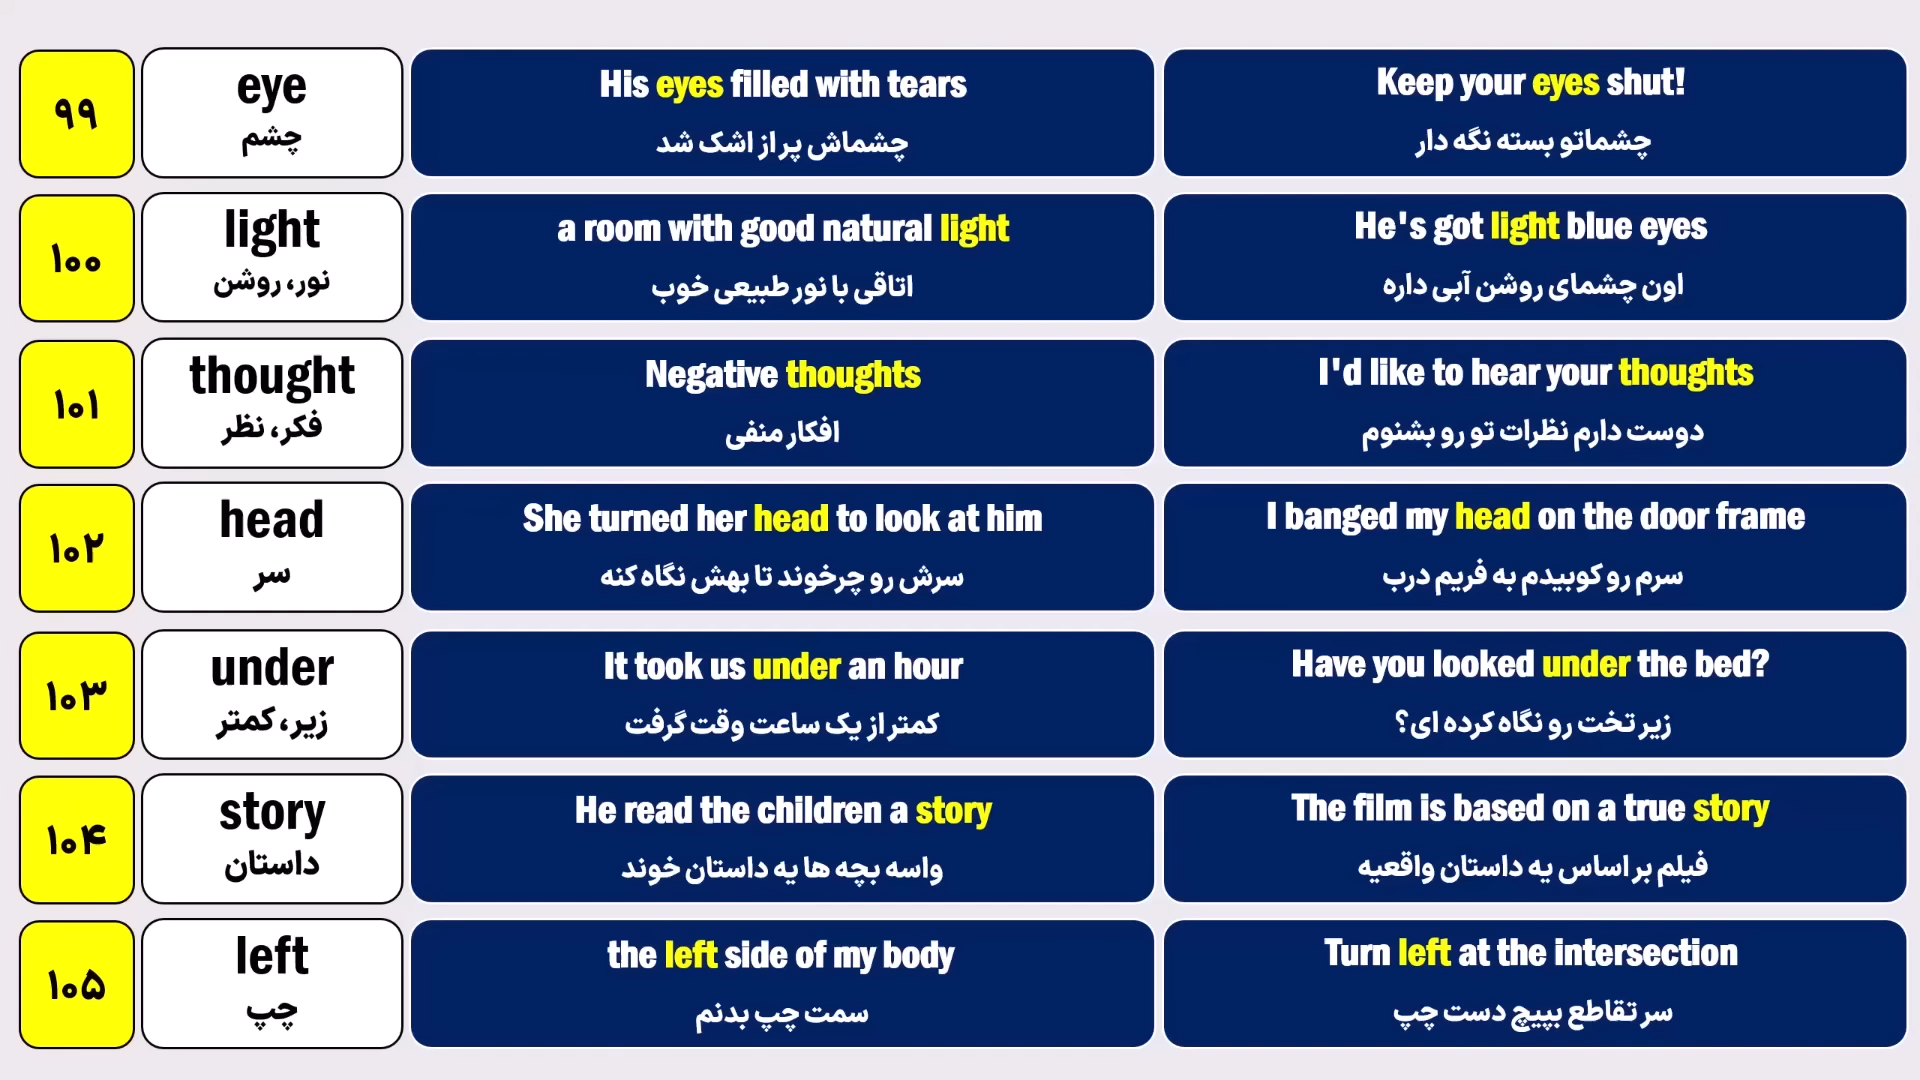 ۹۹
eye
چشم
His eyes filled with tears
چشماش پر از اشک شد
Keep your eyes shut!
چشماتو بسته نگه دار
۱۰۰
light
نور، روشن
a room with good natural light
اتاقی با نور طبیعی خوب
He's got light blue eyes
اون چشمای روشن آبی داره
۱۰۱
thought
فکر، نظر
Negative thoughts
افکار منفی
I'd like to hear your thoughts
دوست دارم نظرات تو رو بشنوم
۱۰۲
head
سر
She turned her head to look at him
سرش رو چرخوند تا بهش نگاه کنه
I banged my head on the door frame
سرم رو کوبیدم به فریم درب
۱۰۳
under
زیر، کمتر
It took us under an hour
کمتر از یک ساعت وقت گرفت
Have you looked under the bed?
زیر تخت رو نگاه کرده ای؟
۱۰۴
story
داستان
He read the children a story
واسه بچه ها یه داستان خوند
The film is based on a true story
فیلم بر اساس یه داستان واقعیه
۱۰۵
left
چپ
the left side of my body
سمت چپ بدنم
Turn left at the intersection
سر تقاطع بپیچ دست چپ